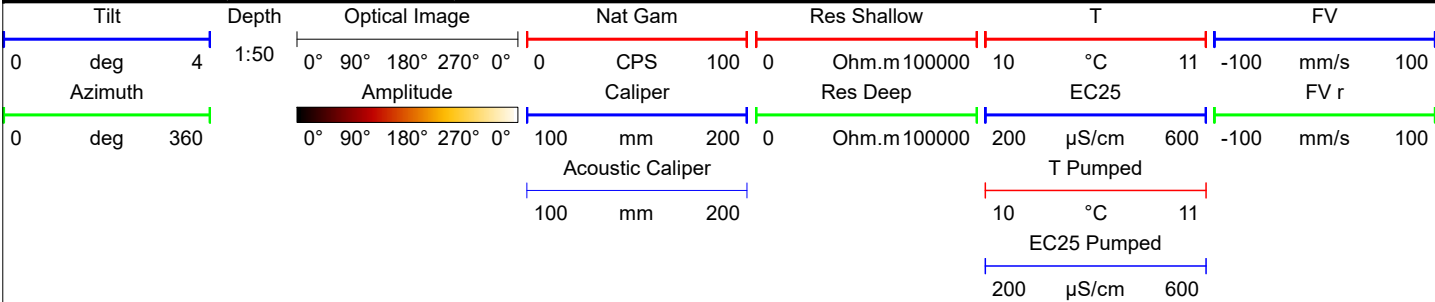 Tilt Depth Optical Image Nat Gam Res Shallow T FV
0 deg 4 1:50 0° 90° 180° 270° 0° 0 CPS 100 0 Ohm.m 100000 10 °C 11 -100 mm/s 100
Azimuth Amplitude Caliper Res Deep EC25 FV r
0 deg 360 0° 90° 180° 270° 0° 100 mm 200 0 Ohm.m 100000 200 µS/cm 600 -100 mm/s 100
Acoustic Caliper T Pumped
100 mm 200 10 °C 11
EC25 Pumped
200 µS/cm 600